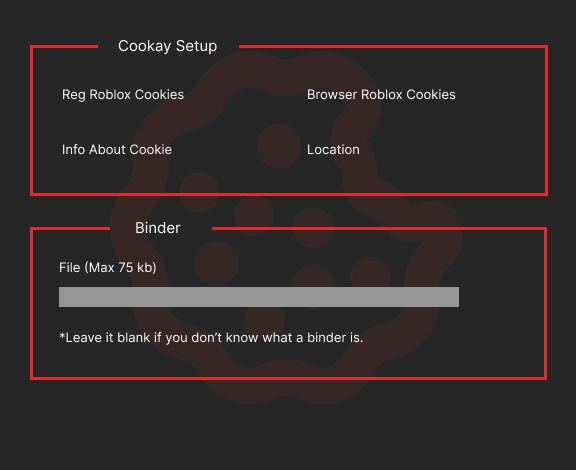 Cookay Setup
Reg Roblox Cookies
Browser Roblox Cookies
Info About Cookie
Location
Binder
File (Max 75 kb)
*Leave it blank if you don’t know what a binder is.